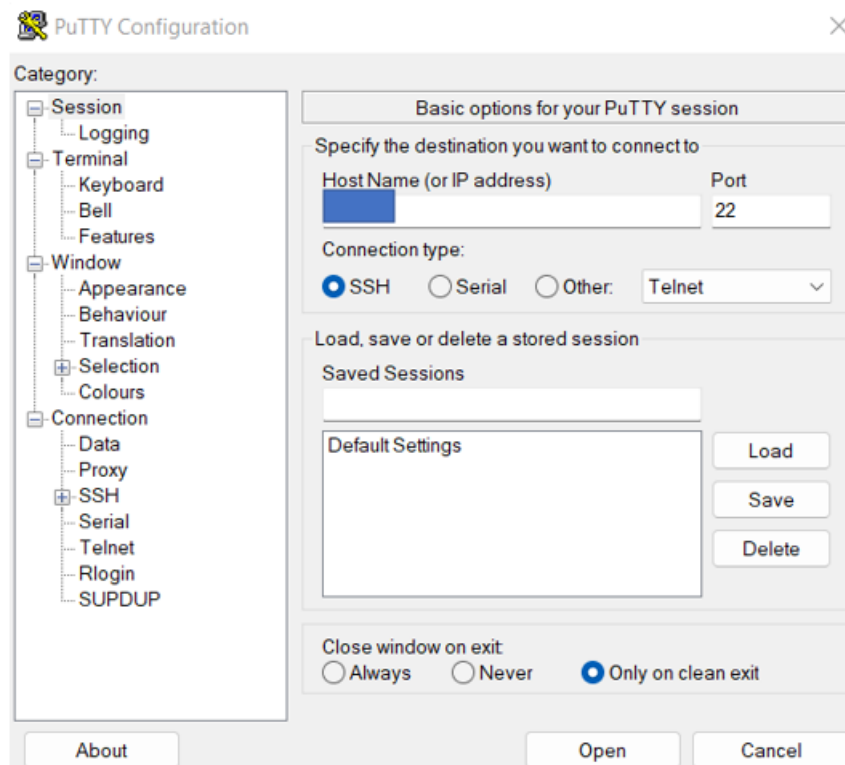 PuTTY Configuration
Category:
Session
Logging
Terminal
Keyboard
Bell
Features
Window
Appearance
Behaviour
Translation
Selection
Colours
Connection
Data
Proxy
SSH
Serial
Telnet
Rlogin
SUPDUP
Basic options for your PuTTY session
Specify the destination you want to connect to
Host Name (or IP address) Port
22
Connection type:
SSH Serial Other: Telnet
Load, save or delete a stored session
Saved Sessions
Default Settings
Load
Save
Delete
Close window on exit:
Always Never Only on clean exit
About Open Cancel